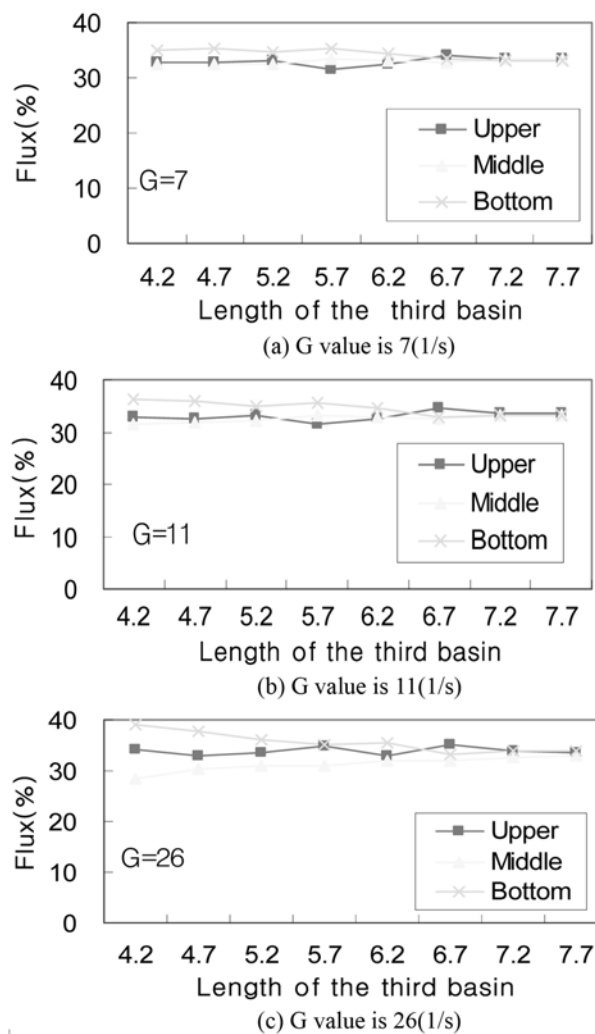 40
30
20
10
0
Flux(%)
G=7
Upper
Middle
Bottom
4.2 4.7 5.2 5.7 6.2 6.7 7.2 7.7
Length of the third basin
(a) G value is 7(1/s)
40
30
20
10
0
Flux(%)
G=11
Upper
Middle
Bottom
4.2 4.7 5.2 5.7 6.2 6.7 7.2 7.7
Length of the third basin
(b) G value is 11(1/s)
40
30
20
10
0
Flux(%)
G=26
Upper
Middle
Bottom
4.2 4.7 5.2 5.7 6.2 6.7 7.2 7.7
Length of the third basin
(c) G value is 26(1/s)